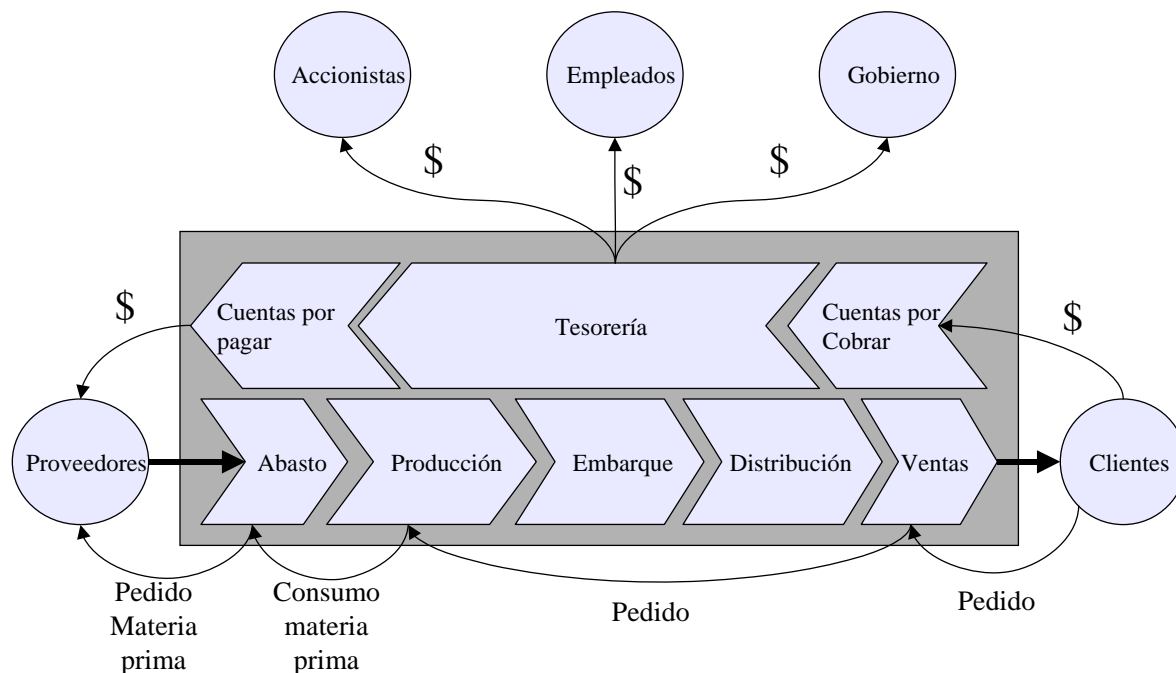 Accionistas
Empleados
Gobierno
$
$
$
$
Cuentas por
pagar
Tesorería
Cuentas por
Cobrar
$
Proveedores
Abasto
Producción
Embarque
Distribución
Ventas
Clientes
Pedido
Materia
prima
Consumo
materia
prima
Pedido
Pedido